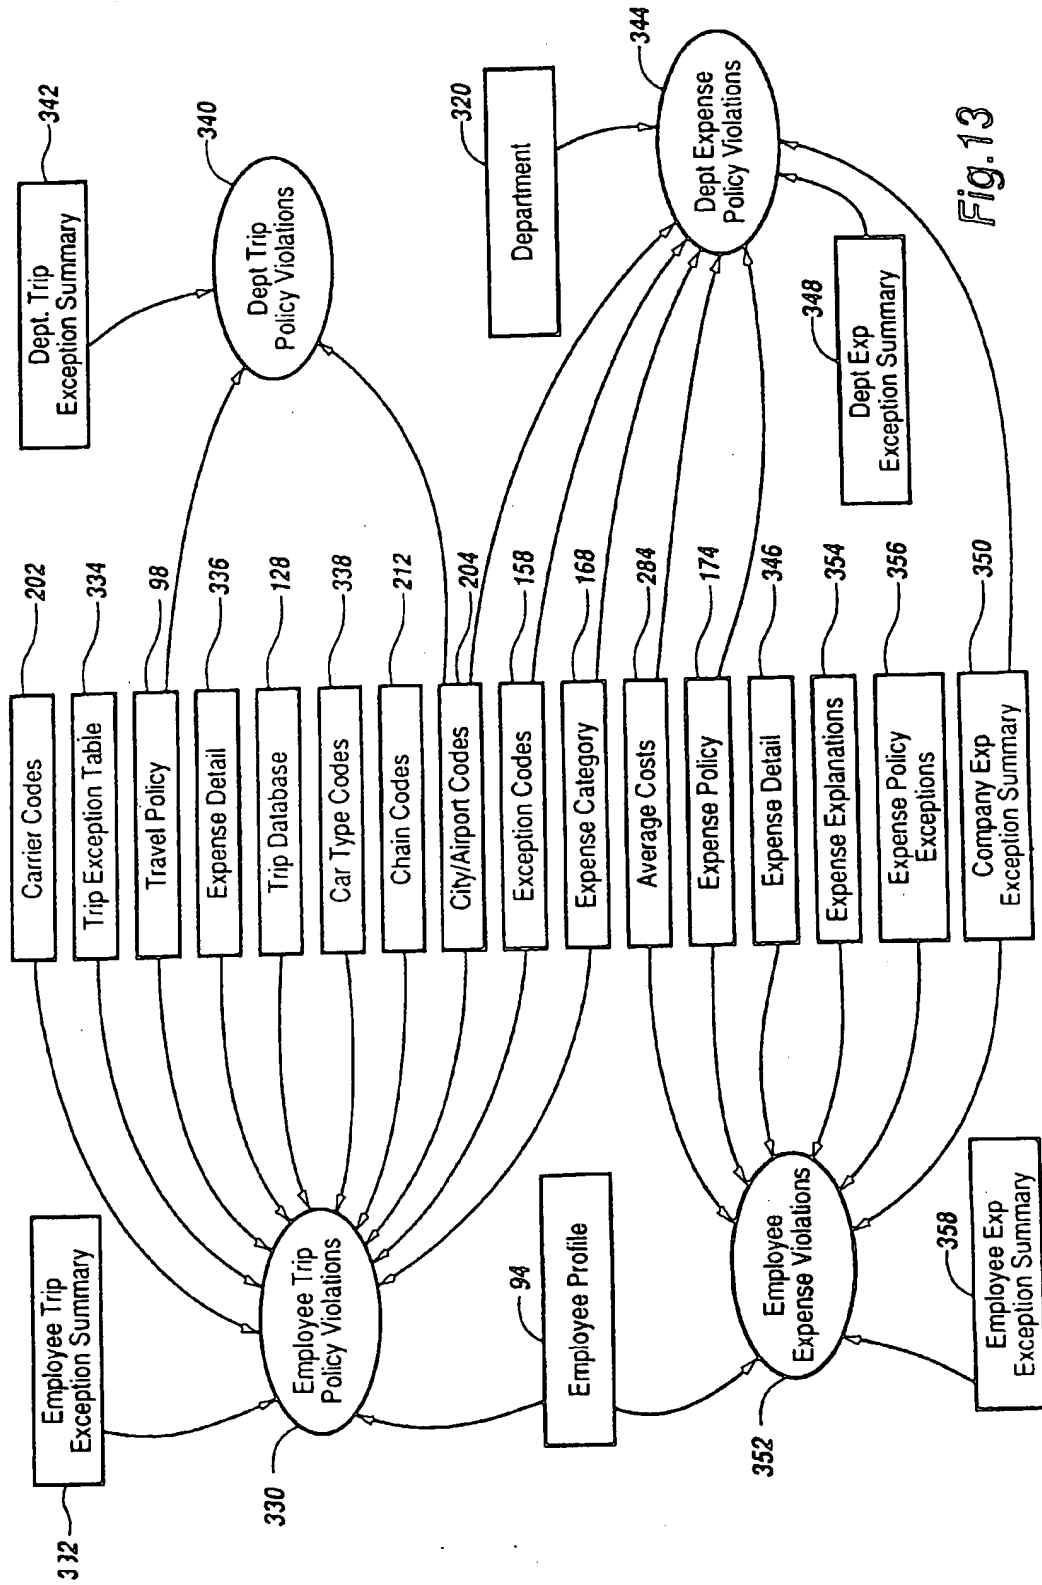 332
Employee Trip
Exception Summary
330
Employee Trip
Policy Violations
94
Employee Profile
352
Employee
Expense Violations
358
Employee Exp
Exception Summary
Carrier Codes
202
Trip Exception Table
334
Travel Policy
98
Expense Detail
336
Trip Database
128
Car Type Codes
338
Chain Codes
212
City/Airport Codes
204
Exception Codes
158
Expense Category
168
Average Costs
284
Expense Policy
174
Expense Detail
346
Expense Explanations
354
Expense Policy
Exceptions
356
Company Exp
Exception Summary
350
Dept. Trip
Exception Summary
342
Dept Trip
Policy Violations
340
Department
320
Dept Expense
Policy Violations
344
Dept Exp
Exception Summary
348
Fig.13